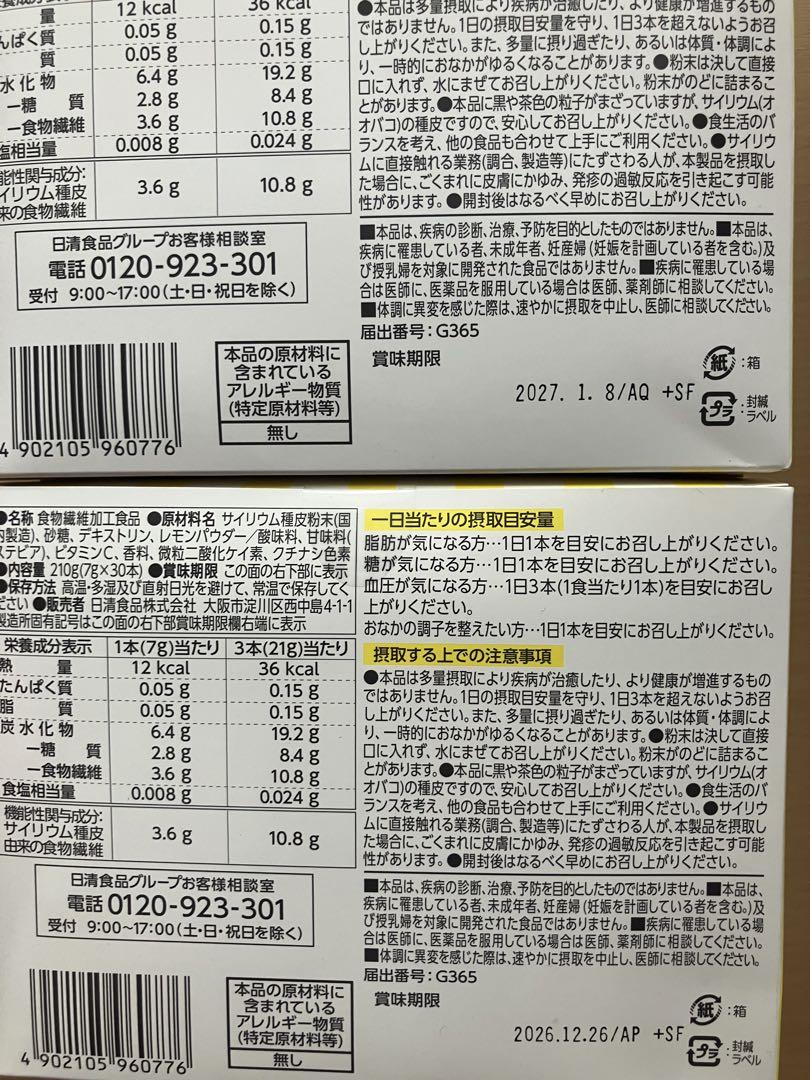 養成分表示
量 12 kcal 36 kcal
んぱく質 0.05 g 0.15 g
質 0.05 g 0.15 g
水化物 6.4 g 19.2 g
ー糖 質 2.8 g 8.4 g
ー食物繊維 3.6 g 10.8 g
塩相当量 0.008 g 0.024 g
能性関与成分:
イリウム種皮
来の食物繊維
3.6 g 10.8 g
日清食品グループお客様相談室
電話 0120-923-301
受付 9:00~17:00(土・日・祝日を除く)
4 902105 960776
本品の原材料に
含まれている
アレルギー物質
(特定原材料等)
無し
●本品は多量摂取により疾病が治癒したり、より健康が増進するもの
ではありません。1日の摂取目安量を守り、1日3本を超えないようお召
し上がりください。また、多量に摂り過ぎたり、あるいは体質・体調によ
り、一時的におなかがゆるくなることがあります。●粉末は決して直接
口に入れず、水にまぜてお召し上がりください。粉末がのどに詰まるこ
とがあります。●本品に黒や茶色の粒子がまざっていますが、サイリウム(オ
オバコ)の種皮ですので、安心してお召し上がりください。●食生活のバ
ランスを考え、他の食品も合わせて上手にご利用ください。●サイリウ
ムに直接触れる業務(調合、製造等)にたずさわる人が、本製品を摂取し
た場合に、ごくまれに皮膚にかゆみ、発疹の過敏反応を引き起こす可能
性があります。●開封後はなるべく早めにお召し上がりください。
■本品は、疾病の診断、治療、予防を目的としたものではありません。■本品は、
疾病に罹患している者、未成年者、妊産婦(妊娠を計画している者を含む。)及
び授乳婦を対象に開発された食品ではありません。■疾病に罹患している場
合は医師に、医薬品を服用している場合は医師、薬剤師に相談してください。
■体調に異変を感じた際は、速やかに摂取を中止し、医師に相談してください。
届出番号:G365
賞味期限
2027. 1. 8/AQ +SF
紙 :箱
プラ :封緘
ラベル
●名称 食物繊維加工食品 ●原材料名 サイリウム種皮粉末(国
内製造)、砂糖、デキストリン、レモンパウダー/酸味料、甘味料(
ステビア)、ビタミンC、香料、微粒二酸化ケイ素、クチナシ色素
●内容量 210g(7g×30本) ●賞味期限 この面の右下部に表示
●保存方法 高温・多湿及び直射日光を避けて、常温で保存してく
ださい ●販売者 日清食品株式会社 大阪市淀川区西中島4-1-1
製造所固有記号はこの面の右下部賞味期限欄右端に表示
栄養成分表示 1本(7g)当たり 3本(21g)当たり
熱 量 12 kcal 36 kcal
たんぱく質 0.05 g 0.15 g
脂 質 0.05 g 0.15 g
炭水化物 6.4 g 19.2 g
ー糖 質 2.8 g 8.4 g
ー食物繊維 3.6 g 10.8 g
食塩相当量 0.008 g 0.024 g
機能性関与成分:
サイリウム種皮
由来の食物繊維
3.6 g 10.8 g
日清食品グループお客様相談室
電話 0120-923-301
受付 9:00~17:00(土・日・祝日を除く)
4 902105 960776
本品の原材料に
含まれている
アレルギー物質
(特定原材料等)
無し
一日当たりの摂取目安量
脂肪が気になる方…1日1本を目安にお召し上がりください。
糖が気になる方…1日1本を目安にお召し上がりください。
血圧が気になる方…1日3本(1食当たり1本)を目安にお召し
上がりください。
おなかの調子を整えたい方…1日1本を目安にお召し上がりください。
摂取する上での注意事項
●本品は多量摂取により疾病が治癒したり、より健康が増進するもの
ではありません。1日の摂取目安量を守り、1日3本を超えないようお召
し上がりください。また、多量に摂り過ぎたり、あるいは体質・体調によ
り、一時的におなかがゆるくなることがあります。●粉末は決して直接
口に入れず、水にまぜてお召し上がりください。粉末がのどに詰まるこ
とがあります。●本品に黒や茶色の粒子がまざっていますが、サイリウム(オ
オバコ)の種皮ですので、安心してお召し上がりください。●食生活のバ
ランスを考え、他の食品も合わせて上手にご利用ください。●サイリウ
ムに直接触れる業務(調合、製造等)にたずさわる人が、本製品を摂取し
た場合に、ごくまれに皮膚にかゆみ、発疹の過敏反応を引き起こす可能
性があります。●開封後はなるべく早めにお召し上がりください。
■本品は、疾病の診断、治療、予防を目的としたものではありません。■本品は、
疾病に罹患している者、未成年者、妊産婦(妊娠を計画している者を含む。)及
び授乳婦を対象に開発された食品ではありません。■疾病に罹患している場
合は医師に、医薬品を服用している場合は医師、薬剤師に相談してください。
■体調に異変を感じた際は、速やかに摂取を中止し、医師に相談してください。
届出番号:G365
賞味期限
2026.12.26/AP +SF
紙 :箱
プラ :封緘
ラベル